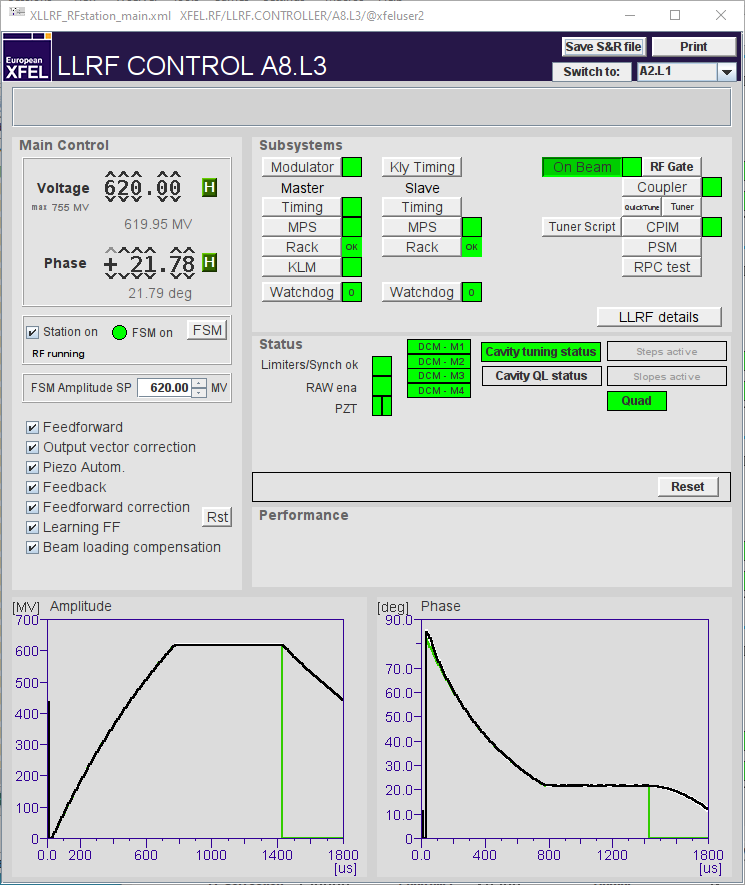 XLLRF_RFstation_main.xml XFEL.RF/LLRF.CONTROLLER/A8.L3/@xfeluser2
European
XFEL
LLRF CONTROL A8.L3
Save S&R file
Print
Switch to:
A2.L1
Main Control
Voltage
620.00
H
max 755 MV
619.95 MV
Phase
+ 21.78
H
21.79 deg
Station on
FSM on
FSM
RF running
FSM Amplitude SP
620.00
MV
Feedforward
Output vector correction
Piezo Autom.
Feedback
Feedforward correction
Rst
Learning FF
Beam loading compensation
Subsystems
Modulator
Kly Timing
On Beam
RF Gate
Master
Slave
Coupler
Timing
Timing
QuickTune
Tuner
MPS
MPS
Tuner Script
CPIM
Rack
OK
Rack
OK
PSM
KLM
RPC test
Watchdog
0
Watchdog
0
LLRF details
Status
Limiters/Synch ok
RAW ena
PZT
DCM - M1
DCM - M2
DCM - M3
DCM - M4
Cavity tuning status
Steps active
Cavity QL status
Slopes active
Quad
Reset
Performance
[MV] Amplitude
700
600
500
400
300
200
100
0
0.0 200 600 1000 1400 1800
[us]
[deg] Phase
90.0
70.0
60.0
50.0
40.0
30.0
20.0
10.0
0.0
0.0 400 800 1200 1800
[us]